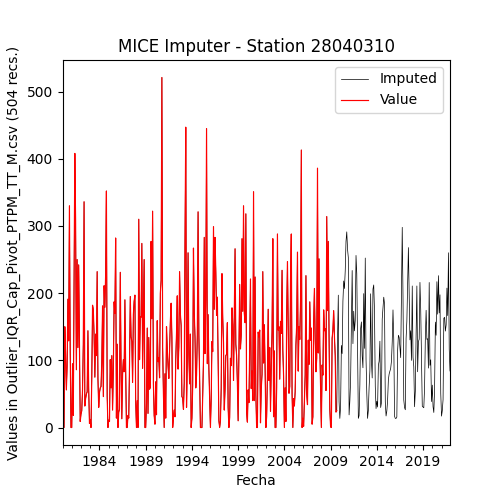 MICE Imputer - Station 28040310
Imputed
Value
Values in Outlier_IQR_Cap_Pivot_PTPM_TT_M.csv (504 recs.)
500
400
300
200
100
0
1984 1989 1994 1999 2004 2009 2014 2019
Fecha